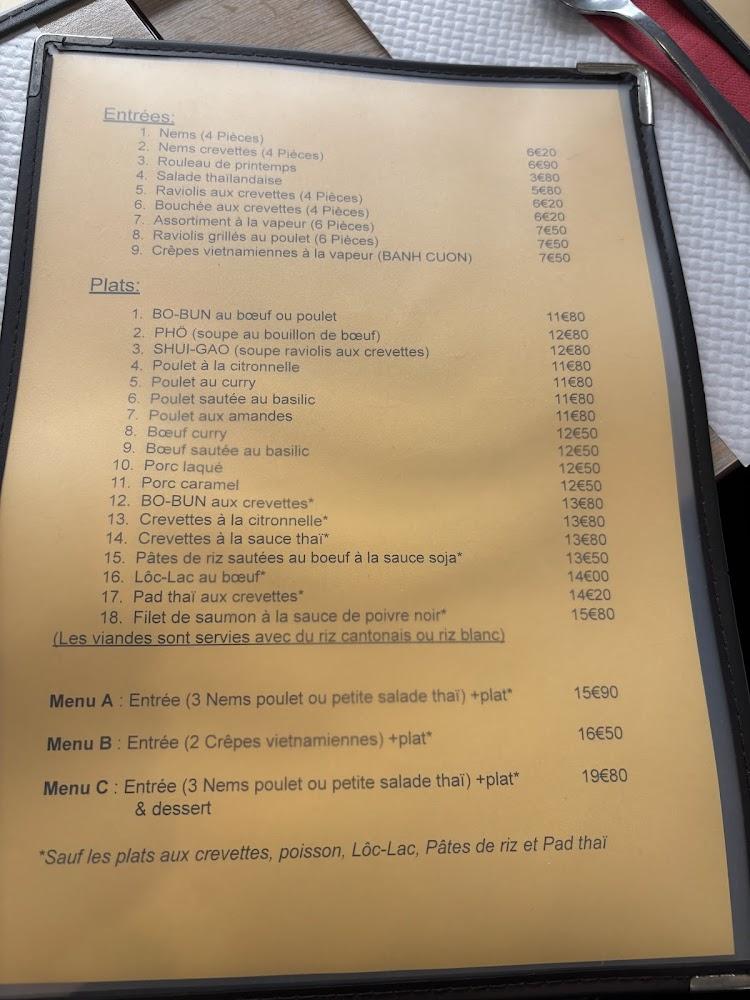 Entrées:
1. Nems (4 Pièces) 6€20
2. Nems crevettes (4 Pièces) 6€90
3. Rouleau de printemps 3€80
4. Salade thaïlandaise 5€80
5. Raviolis aux crevettes (4 Pièces) 6€20
6. Bouchée aux crevettes (4 Pièces) 6€20
7. Assortiment à la vapeur (6 Pièces) 7€50
8. Raviolis grillés au poulet (6 Pièces) 7€50
9. Crêpes vietnamiennes à la vapeur (BANH CUON) 7€50
Plats:
1. BO-BUN au bœuf ou poulet 11€80
2. PHÖ (soupe au bouillon de bœuf) 12€80
3. SHUI-GAO (soupe raviolis aux crevettes) 12€80
4. Poulet à la citronnelle 11€80
5. Poulet au curry 11€80
6. Poulet sautée au basilic 11€80
7. Poulet aux amandes 11€80
8. Bœuf curry 12€50
9. Bœuf sautée au basilic 12€50
10. Porc laqué 12€50
11. Porc caramel 12€50
12. BO-BUN aux crevettes* 13€80
13. Crevettes à la citronnelle* 13€80
14. Crevettes à la sauce thaï* 13€80
15. Pâtes de riz sautées au boeuf à la sauce soja* 13€50
16. Lôc-Lac au bœuf* 14€00
17. Pad thaï aux crevettes* 14€20
18. Filet de saumon à la sauce de poivre noir* 15€80
(Les viandes sont servies avec du riz cantonais ou riz blanc)
Menu A : Entrée (3 Nems poulet ou petite salade thaï) +plat* 15€90
Menu B : Entrée (2 Crêpes vietnamiennes) +plat* 16€50
Menu C : Entrée (3 Nems poulet ou petite salade thaï) +plat* 19€80
& dessert
*Sauf les plats aux crevettes, poisson, Lôc-Lac, Pâtes de riz et Pad thaï